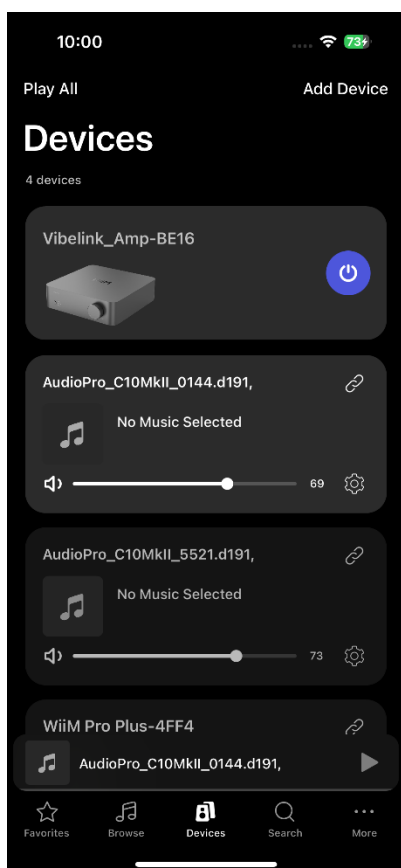 10:00
73
Play All
Add Device
Devices
4 devices
Vibelink_Amp-BE16
AudioPro_C10MkII_0144.d191,
No Music Selected
69
AudioPro_C10MkII_5521.d191,
No Music Selected
73
WiiM Pro Plus-4FF4
AudioPro_C10MkII_0144.d191,
Favorites
Browse
Devices
Search
More